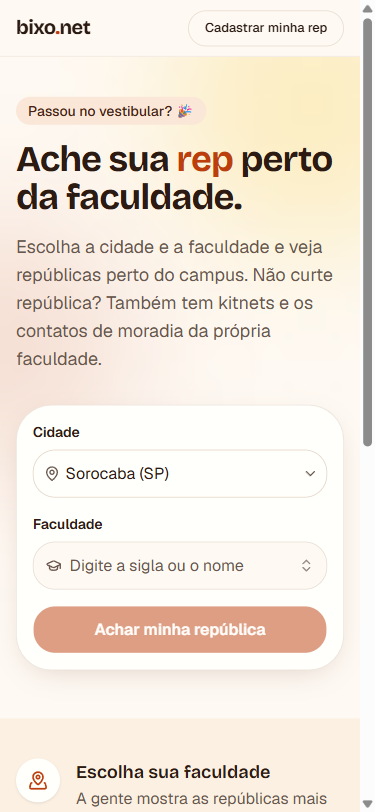 bixo.net
Cadastrar minha rep
Passou no vestibular? 🎉
Ache sua rep perto
da faculdade.
Escolha a cidade e a faculdade e veja
repúblicas perto do campus. Não curte
república? Também tem kitnets e os
contatos de moradia da própria
faculdade.
Cidade
Sorocaba (SP)
Faculdade
Digite a sigla ou o nome
Achar minha república
Escolha sua faculdade
A gente mostra as repúblicas mais